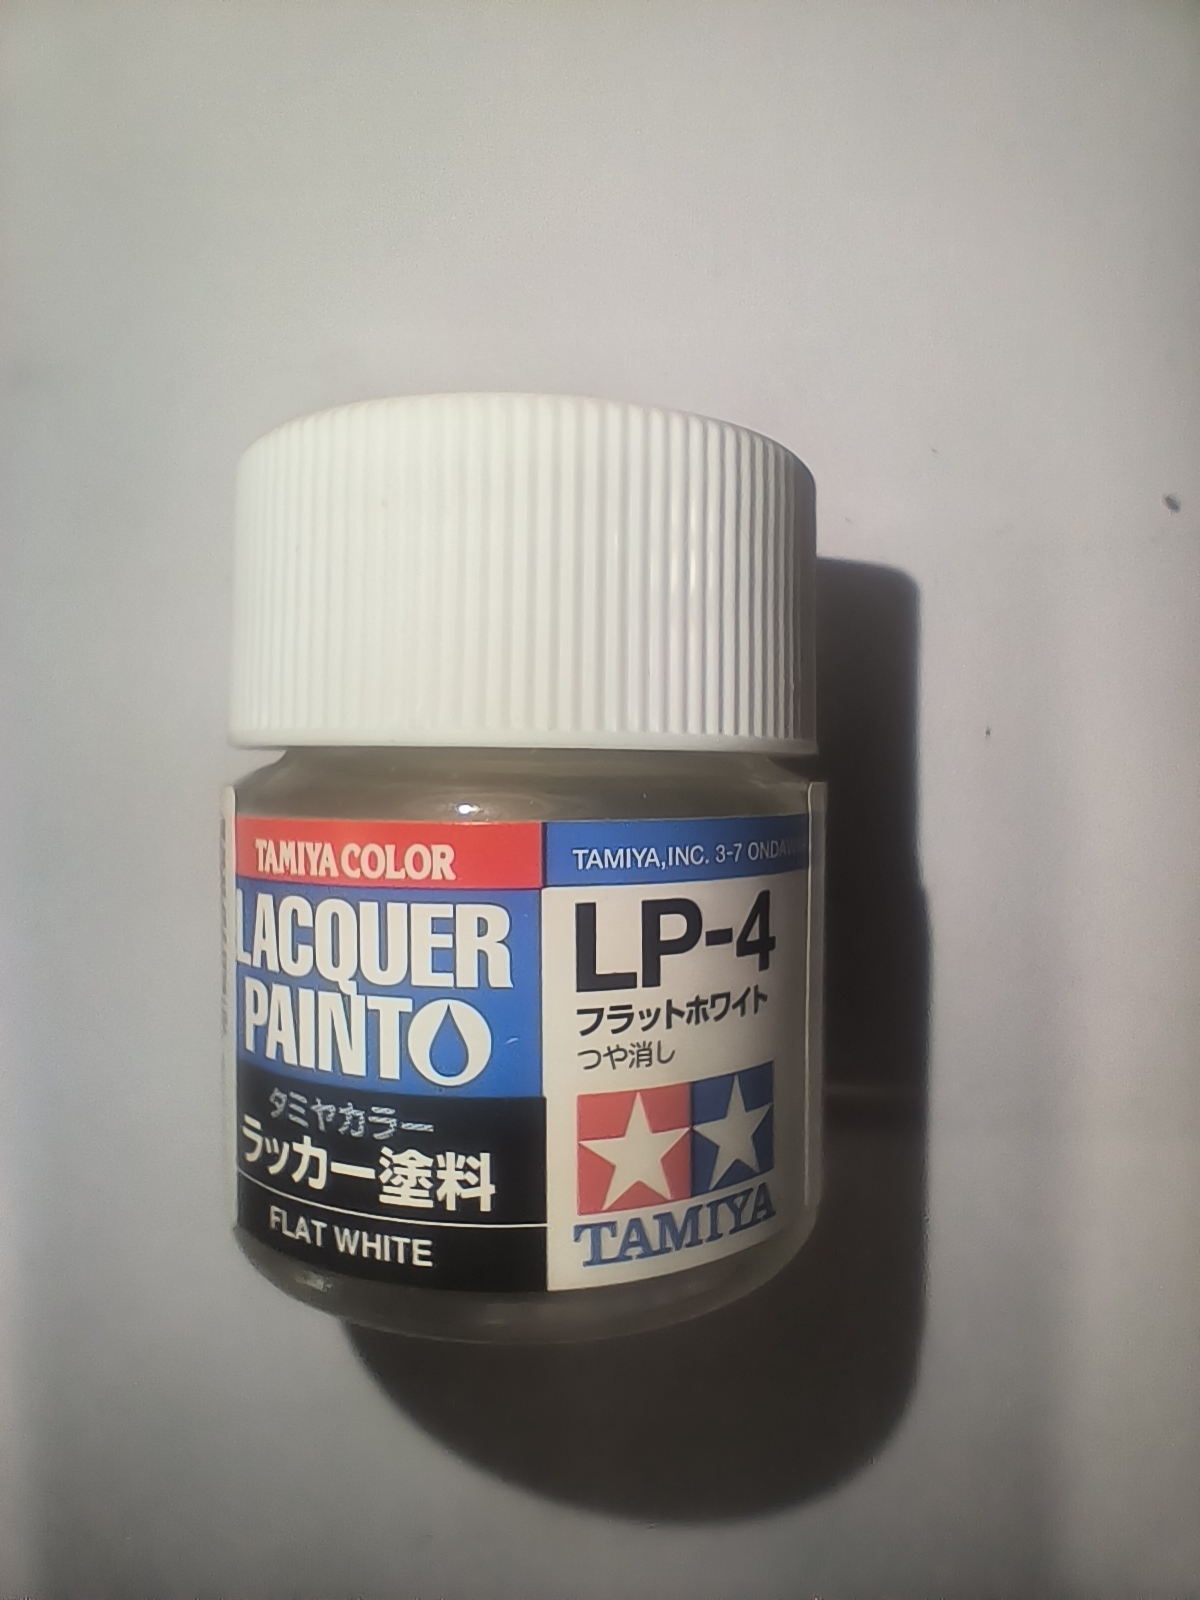 TAMIYA COLOR
LACQUER
PAINT
タミヤカラー
ラッカー塗料
FLAT WHITE
TAMIYA,INC. 3-7
LP-4
フラットホワイト
つや消し
TAMIYA